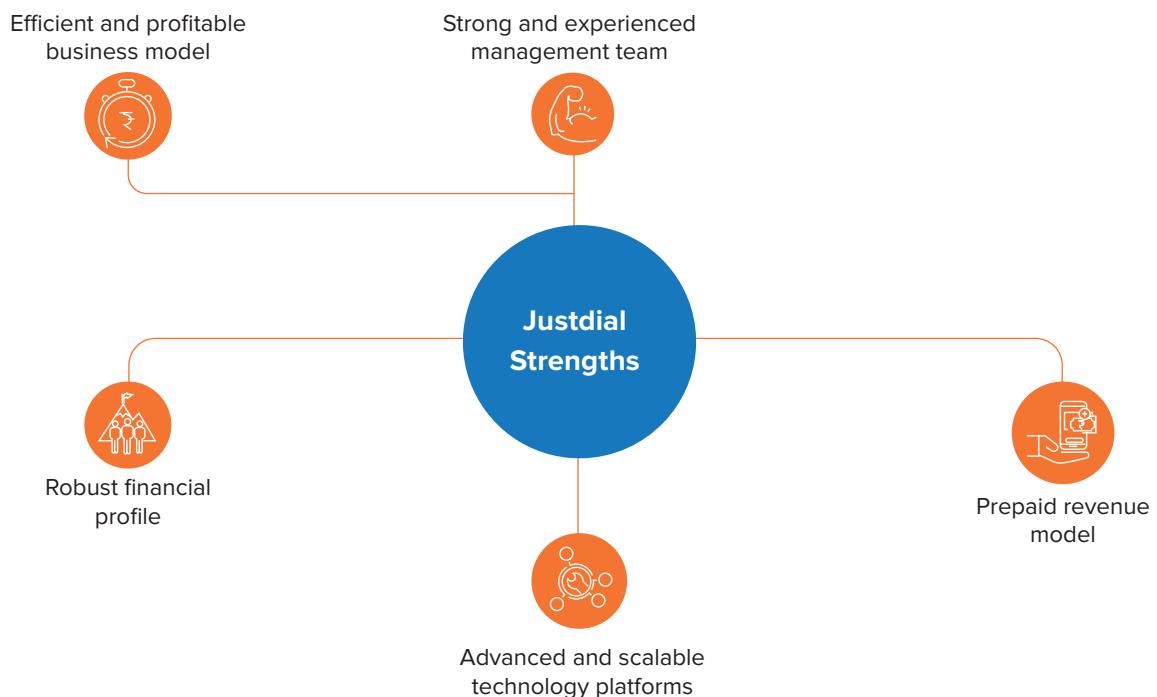 Efficient and profitable
business model
Strong and experienced
management team
₹
Justdial
Strengths
Robust financial
profile
Prepaid revenue
model
Advanced and scalable
technology platforms